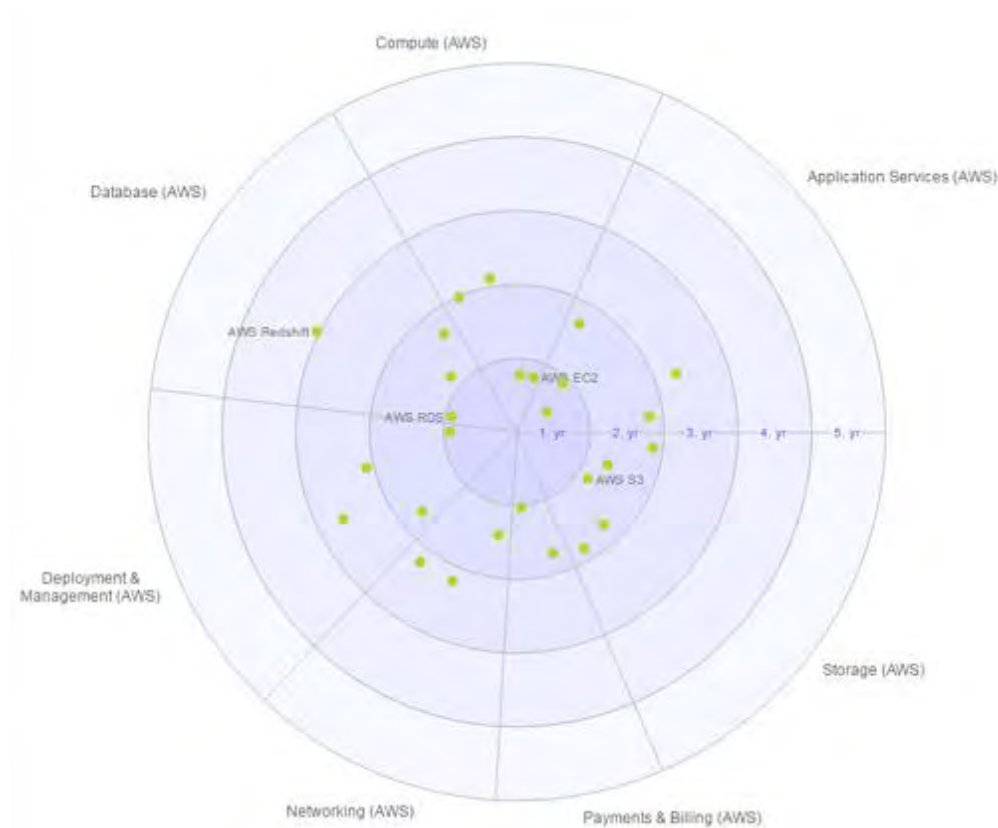 Compute (AWS)
Application Services (AWS)
Database (AWS)
AWS Redshift
AWS EC2
AWS RDS
1. yr
2. yr
3. yr
4. yr
5. yr
AWS S3
Deployment &
Management (AWS)
Storage (AWS)
Networking (AWS)
Payments & Billing (AWS)